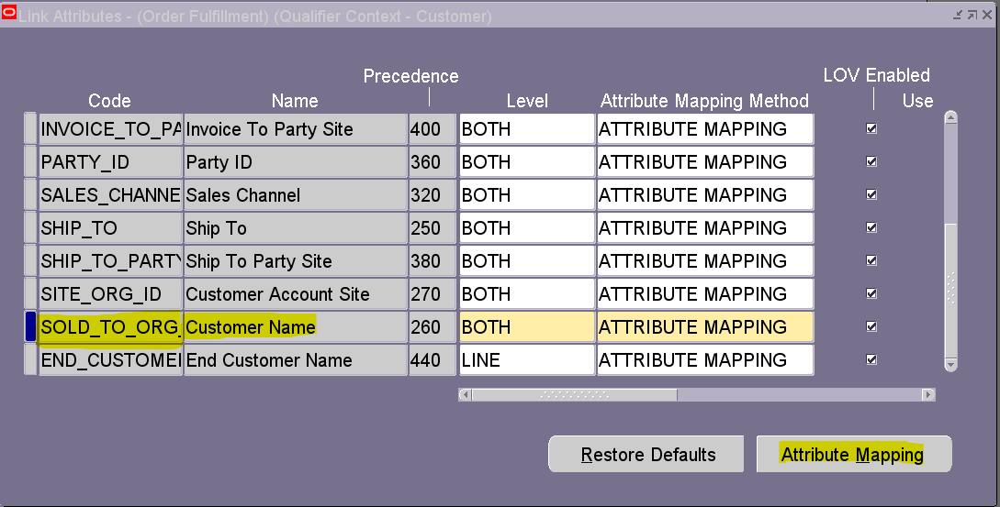 Link Attributes - (Order Fulfillment) (Qualifier Context - Customer)
Precedence LOV Enabled
Code Name Level Attribute Mapping Method Use
INVOICE_TO_PA Invoice To Party Site 400 BOTH ATTRIBUTE MAPPING
PARTY_ID Party ID 360 BOTH ATTRIBUTE MAPPING
SALES_CHANNE Sales Channel 320 BOTH ATTRIBUTE MAPPING
SHIP_TO Ship To 250 BOTH ATTRIBUTE MAPPING
SHIP_TO_PARTY Ship To Party Site 380 BOTH ATTRIBUTE MAPPING
SITE_ORG_ID Customer Account Site 270 BOTH ATTRIBUTE MAPPING
SOLD_TO_ORG_ Customer Name 260 BOTH ATTRIBUTE MAPPING
END_CUSTOMER End Customer Name 440 LINE ATTRIBUTE MAPPING
Restore Defaults Attribute Mapping